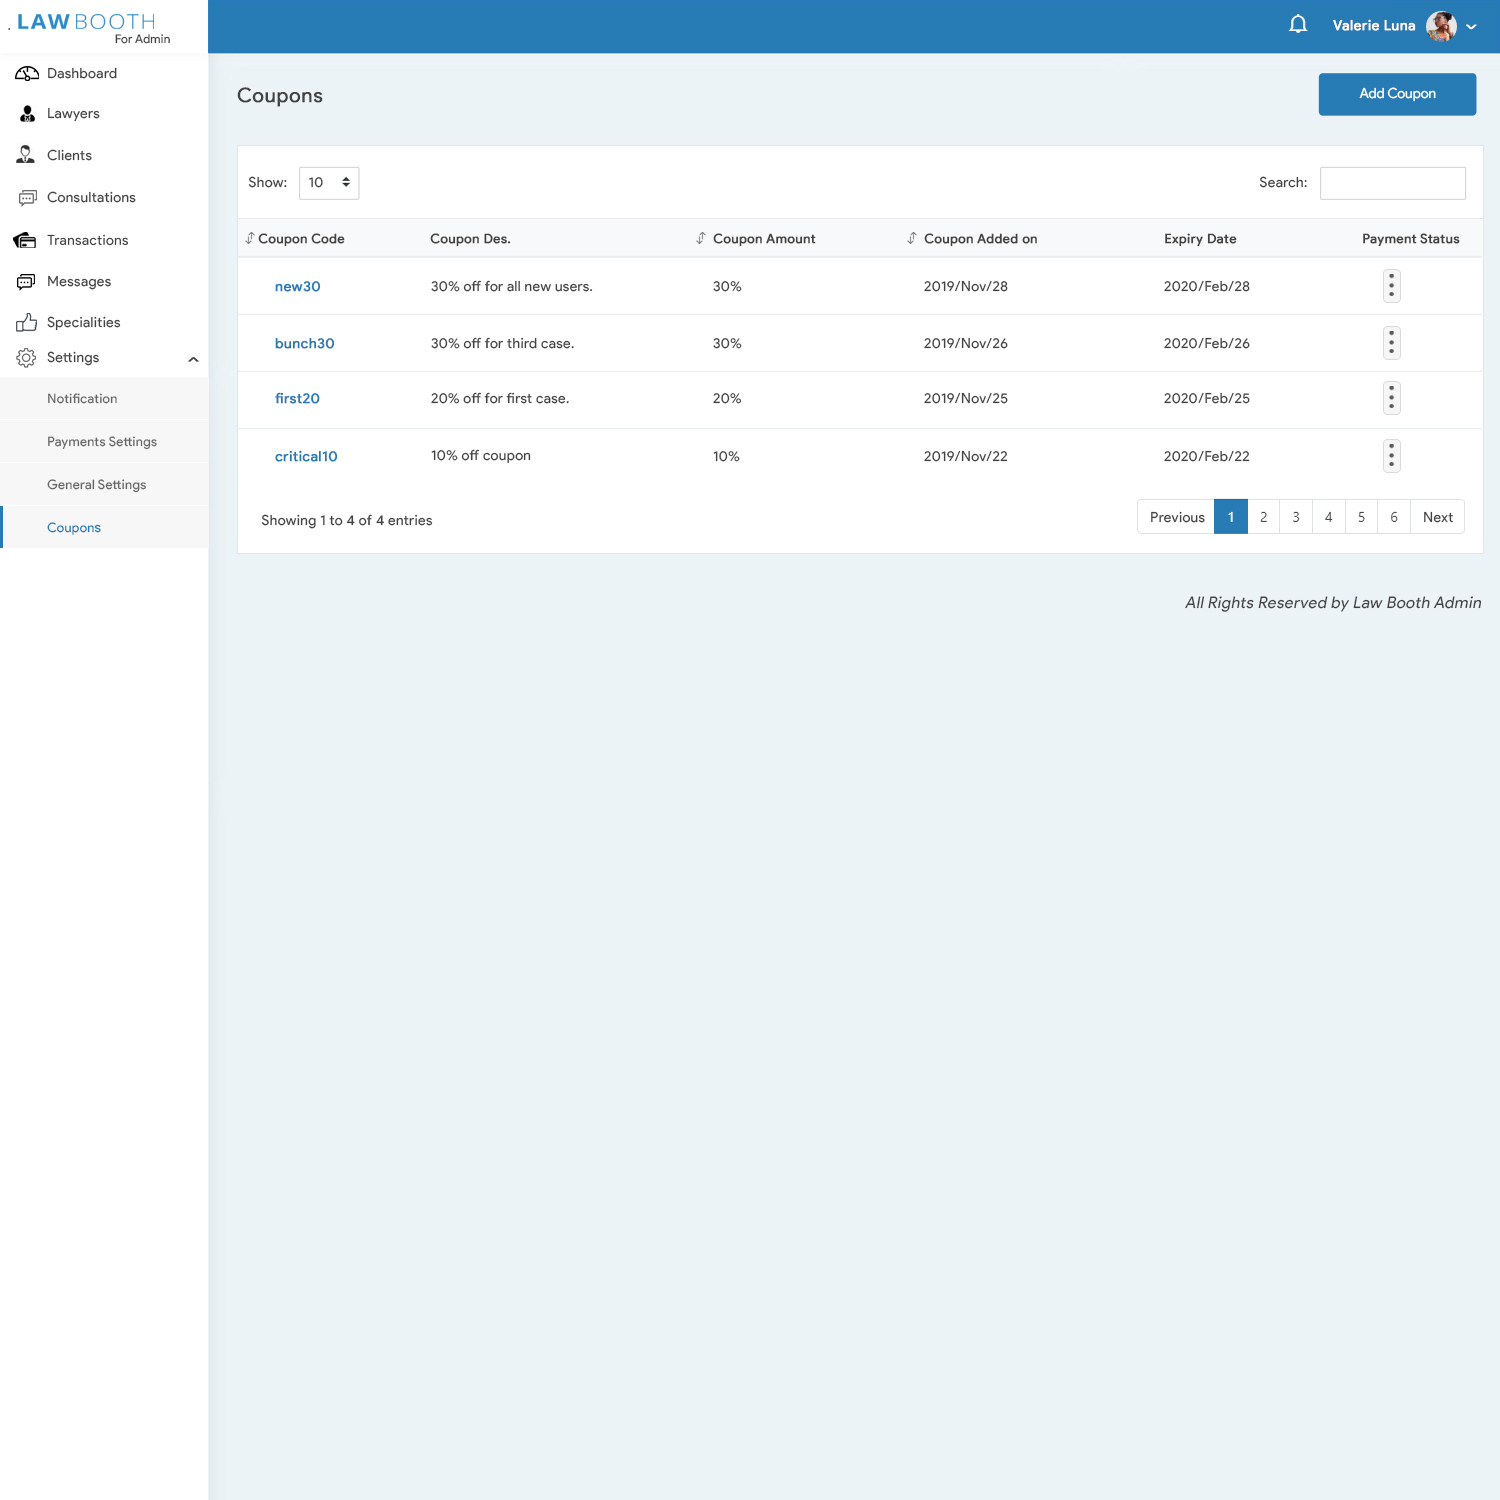 LAW BOOTH
For Admin
Valerie Luna
Dashboard
Lawyers
Clients
Consultations
Transactions
Messages
Specialities
Settings
Notification
Payments Settings
General Settings
Coupons
Coupons
Add Coupon
Show: 10
Search:
Coupon Code Coupon Des. Coupon Amount Coupon Added on Expiry Date Payment Status
new30 30% off for all new users. 30% 2019/Nov/28 2020/Feb/28
bunch30 30% off for third case. 30% 2019/Nov/26 2020/Feb/26
first20 20% off for first case. 20% 2019/Nov/25 2020/Feb/25
critical10 10% off coupon 10% 2019/Nov/22 2020/Feb/22
Showing 1 to 4 of 4 entries
Previous 1 2 3 4 5 6 Next
All Rights Reserved by Law Booth Admin